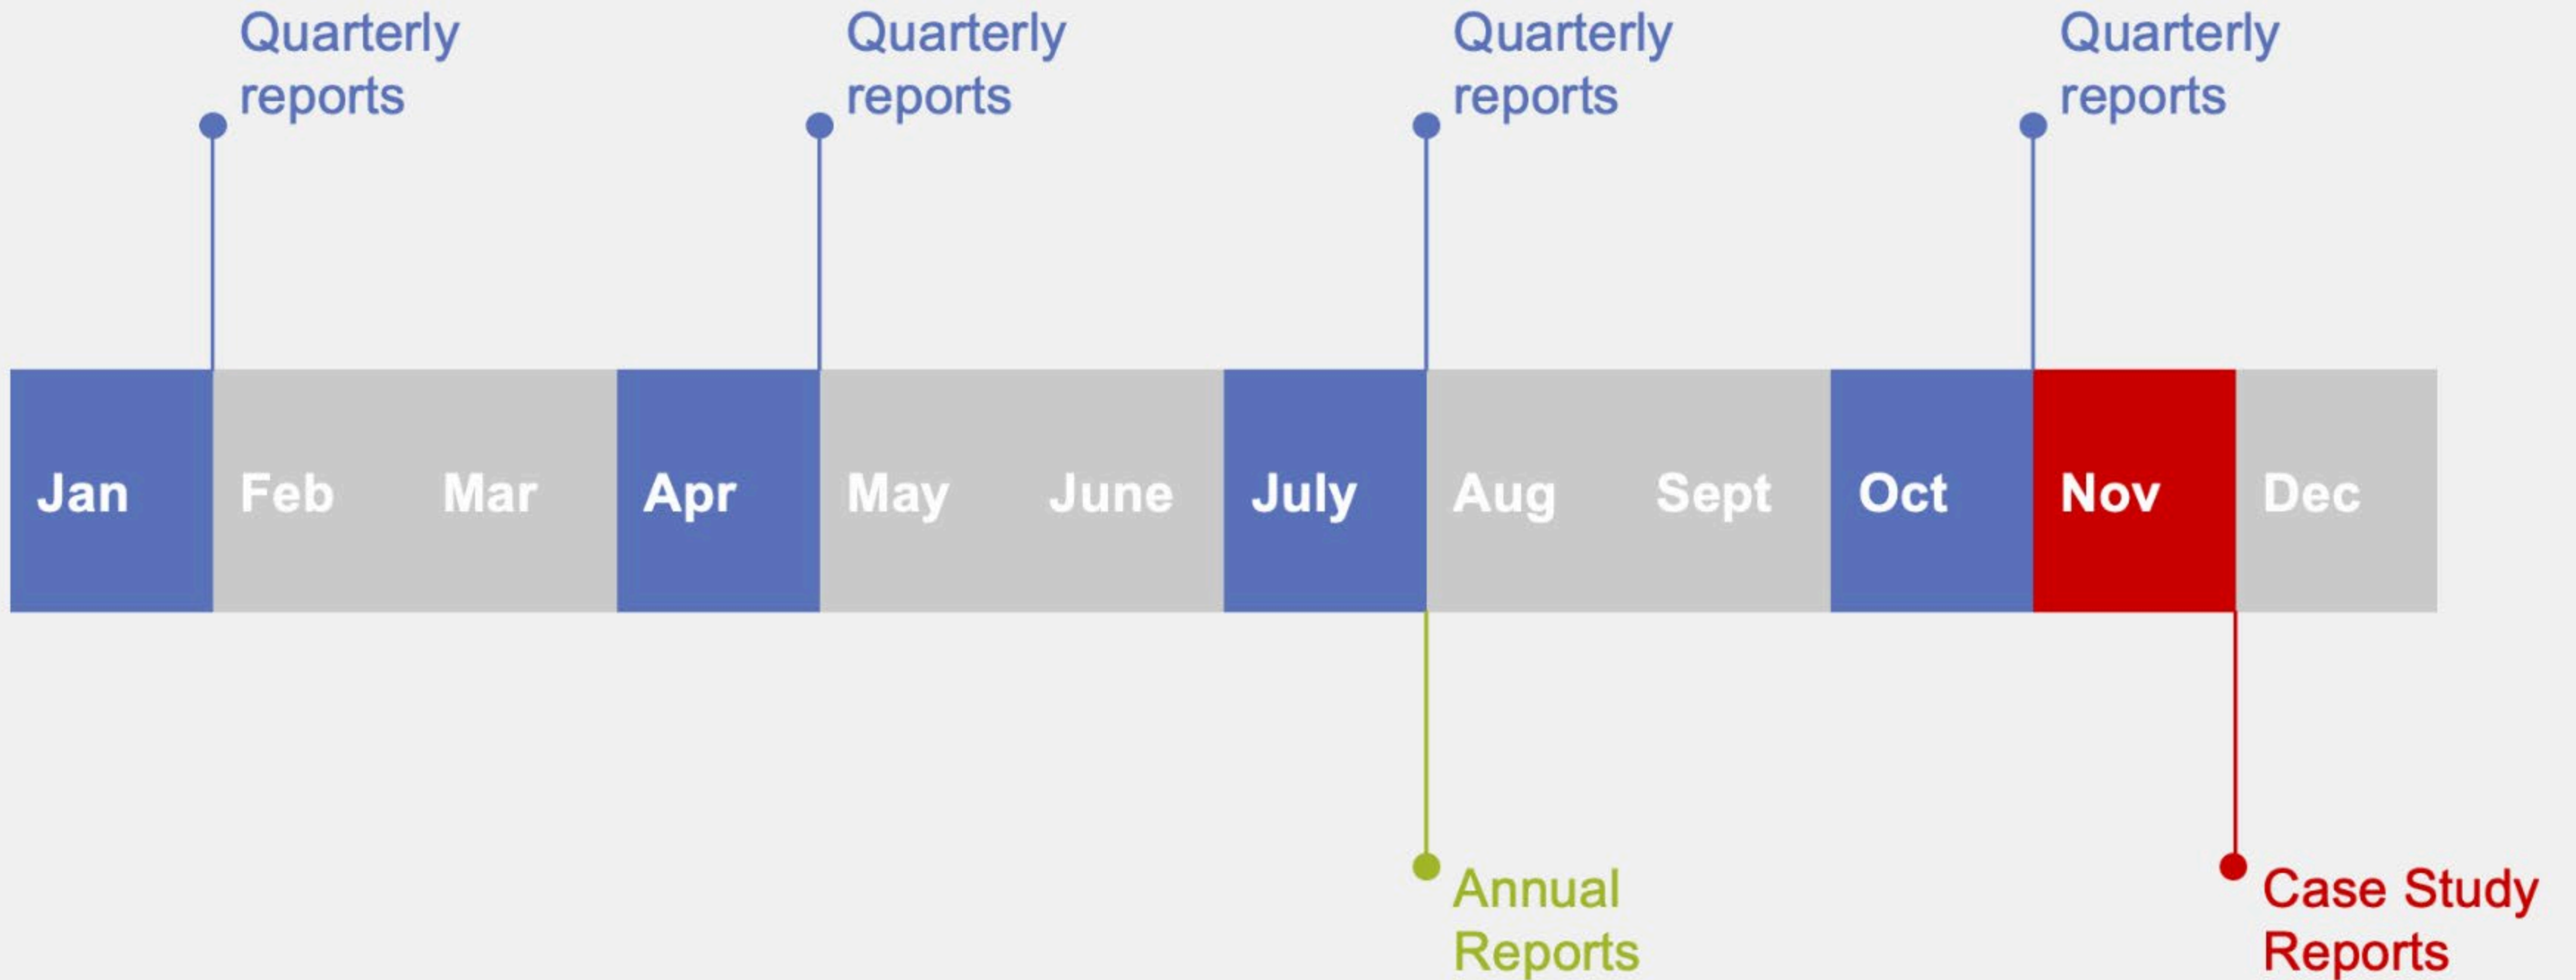 Quarterly
reports
Quarterly
reports
Quarterly
reports
Quarterly
reports
Jan Feb Mar Apr May June July Aug Sept Oct Nov Dec
Annual
Reports
Case Study
Reports